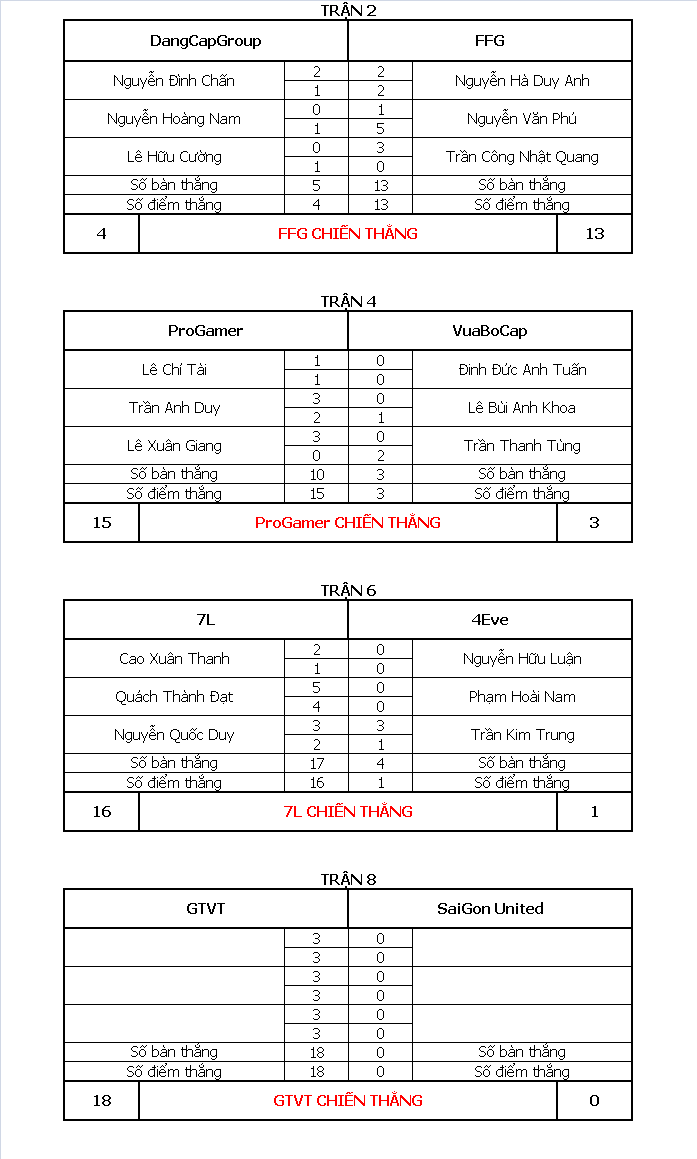 TRẬN 2
DangCapGroup FFG
Nguyễn Đình Chấn 2 2 Nguyễn Hà Duy Anh
1 2
Nguyễn Hoàng Nam 0 1 Nguyễn Văn Phú
1 5
Lê Hữu Cường 0 3 Trần Công Nhật Quang
1 0
Số bàn thắng 5 13 Số bàn thắng
Số điểm thắng 4 13 Số điểm thắng
4 FFG CHIẾN THẮNG 13
TRẬN 4
ProGamer VuaBoCap
Lê Chí Tài 1 0 Đinh Đức Anh Tuấn
1 0
Trần Anh Duy 3 0 Lê Bùi Anh Khoa
2 1
Lê Xuân Giang 3 0 Trần Thanh Tùng
0 2
Số bàn thắng 10 3 Số bàn thắng
Số điểm thắng 15 3 Số điểm thắng
15 ProGamer CHIẾN THẮNG 3
TRẬN 6
7L 4Eve
Cao Xuân Thanh 2 0 Nguyễn Hữu Luận
1 0
Quách Thành Đạt 5 0 Phạm Hoài Nam
4 0
Nguyễn Quốc Duy 3 3 Trần Kim Trung
2 1
Số bàn thắng 17 4 Số bàn thắng
Số điểm thắng 16 1 Số điểm thắng
16 7L CHIẾN THẮNG 1
TRẬN 8
GTVT SaiGon United
3 0
3 0
3 0
3 0
3 0
3 0
Số bàn thắng 18 0 Số bàn thắng
Số điểm thắng 18 0 Số điểm thắng
18 GTVT CHIẾN THẮNG 0